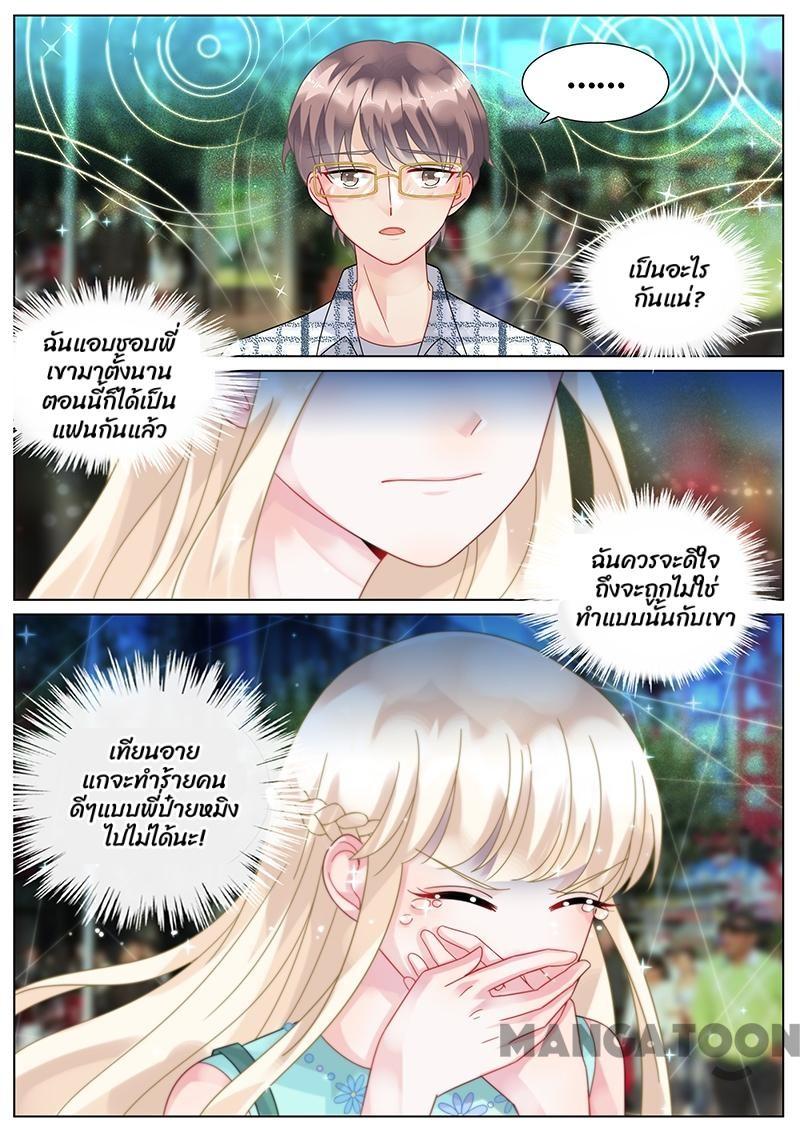 ......
เป็นอะไร
กันแน่?
ฉันแอบชอบพี่
เขามาตั้งนาน
ตอนนี้ก็ได้เป็น
แฟนกันแล้ว
ฉันควรจะดีใจ
ถึงจะถูกไม่ใช่
ทำแบบนั้นกับเขา
เทียนอาย
แกจะทำร้ายคน
ดีๆแบบพี่ป๋ายหมิง
ไปไม่ได้นะ!
MANGATOON